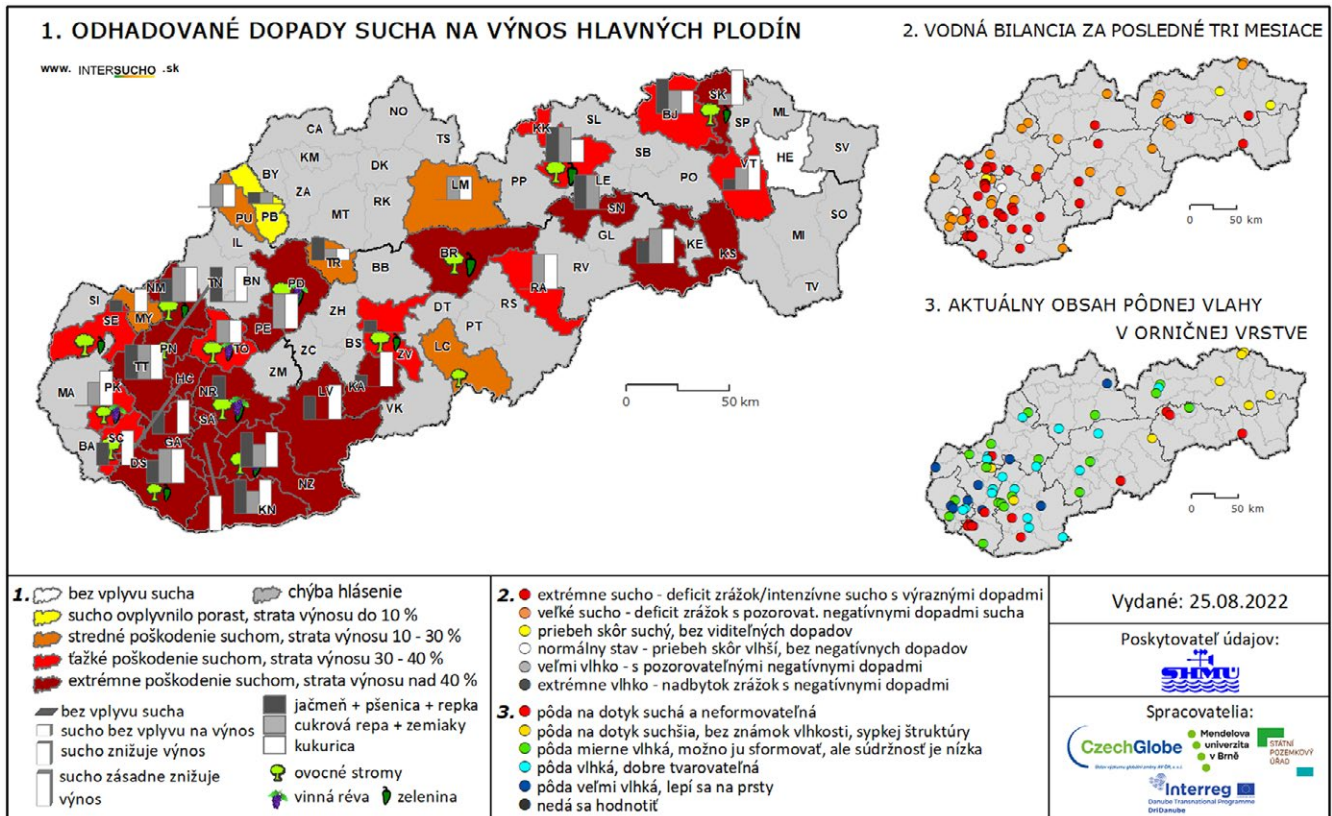 1. ODHADOVANÉ DOPADY SUCHA NA VÝNOS HLAVNÝCH PLODÍN
www. INTERSUCHO .sk
NO
CA
TS
KM
DK
BY
ZA
RK
MT
PU
PB
LM
PP
KK
SL
BJ
SK
SP
ML
HE
SV
SB
PO
VT
LE
SN
GL
KE
KS
SO
MI
TV
IL
TR
BB
BR
RV
RA
RS
SI
NM
TN
BN
PD
SE
MY
PE
ZH
DT
PT
LC
PN
TO
ZC
BS
ZV
TT
HC
ZM
KA
MA
PK
NR
LV
VK
SA
BA
SC
GA
DS
NZ
KN
0 50 km
2. VODNÁ BILANCIA ZA POSLEDNÉ TRI MESIACE
0 50 km
3. AKTUÁLNY OBSAH PÔDNEJ VLAHY
V ORNIČNEJ VRSTVE
0 50 km
1. bez vplyvu sucha
chýba hlásenie
sucho ovplyvnilo porast, strata výnosu do 10 %
stredné poškodenie suchom, strata výnosu 10 - 30 %
ťažké poškodenie suchom, strata výnosu 30 - 40 %
extrémne poškodenie suchom, strata výnosu nad 40 %
bez vplyvu sucha
sucho bez vplyvu na výnos
sucho znižuje výnos
sucho zásadne znižuje
výnos
jačmeň + pšenica + repka
cukrová repa + zemiaky
kukurica
ovocné stromy
vinná réva
zelenina
2. extrémne sucho - deficit zrážok/intenzívne sucho s výraznými dopadmi
veľké sucho - deficit zrážok s pozorovat. negatívnymi dopadmi sucha
priebeh skôr suchý, bez viditeľných dopadov
normálny stav - priebeh skôr vlhší, bez negatívnych dopadov
veľmi vlhko - s pozorovateľnými negatívnymi dopadmi
extrémne vlhko - nadbytok zrážok s negatívnymi dopadmi
3. pôda na dotyk suchá a neformovateľná
pôda na dotyk suchšia, bez známok vlhkosti, sypkej štruktúry
pôda mierne vlhká, možno ju sformovať, ale súdržnosť je nízka
pôda vlhká, dobre tvarovateľná
pôda veľmi vlhká, lepí sa na prsty
nedá sa hodnotiť
Vydané: 25.08.2022
Poskytovateľ údajov:
SHMÚ
Spracovatelia:
CzechGlobe
Mendelova
univerzita
v Brně
STÁTNÍ
POZEMKOVÝ
ÚŘAD
Interreg
Danube Transnational Programme
DriDanube